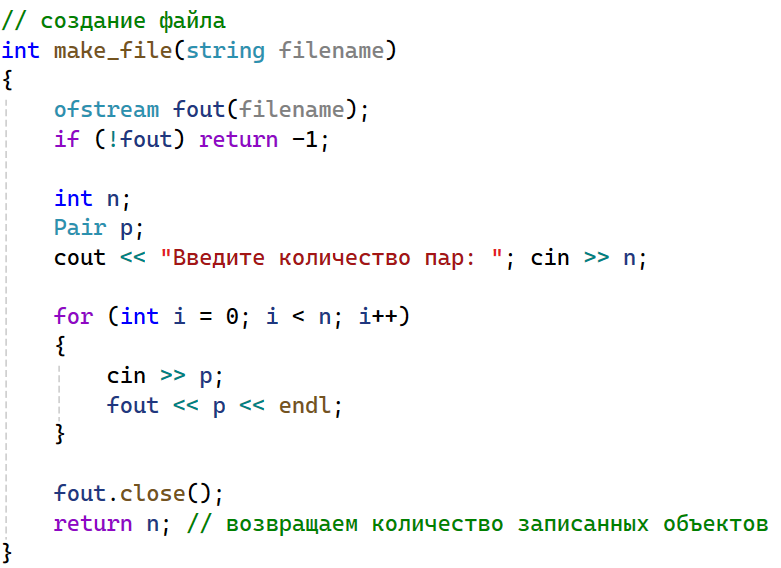 // создание файла
int make_file(string filename)
{
    ofstream fout(filename);
    if (!fout) return -1;
    int n;
    Pair p;
    cout << "Введите количество пар: "; cin >> n;
    for (int i = 0; i < n; i++)
    {
        cin >> p;
        fout << p << endl;
    }
    fout.close();
    return n; // возвращаем количество записанных объектов
}